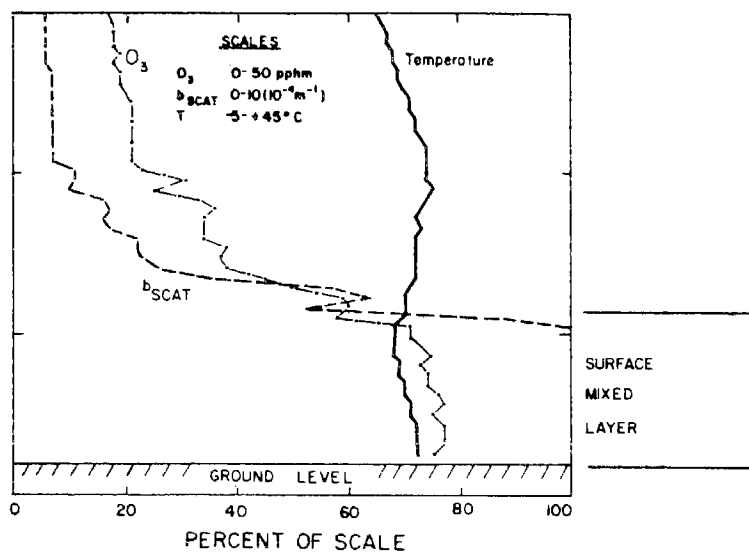 SCALES
O3 0-50 pphm
bSCAT 0-10 (10⁻⁴m⁻¹)
T -5-+45°C
O3
Temperature
bSCAT
SURFACE
MIXED
LAYER
GROUND LEVEL
0 20 40 60 80 100
PERCENT OF SCALE